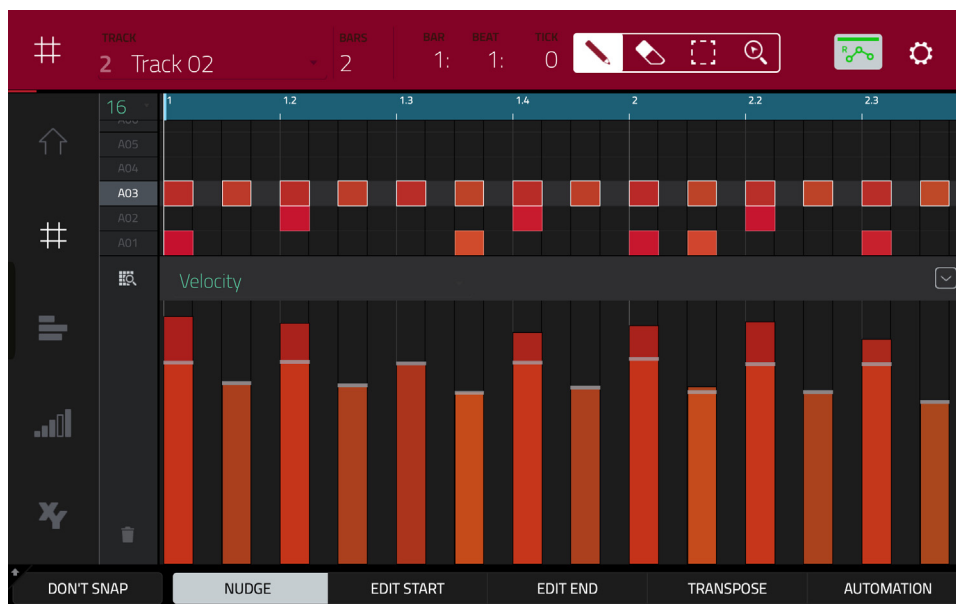 TRACK BARS BAR BEAT TICK
2 Track 02 2 1: 1: 0
R
16 1 1.2 1.3 1.4 2 2.2 2.3
A05
A04
A03
A02
A01
Velocity
XY
DON'T SNAP NUDGE EDIT START EDIT END TRANSPOSE AUTOMATION